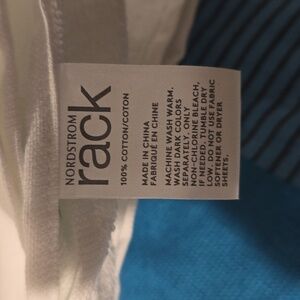 NORDSTROM
rack
100% COTTON/COTON
MADE IN CHINA
FABRIQUÉ EN CHINE
MACHINE WASH WARM.
WASH DARK COLORS
SEPARATELY. ONLY
NON-CHLORINE BLEACH,
IF NEEDED. TUMBLE DRY
LOW. DO NOT USE FABRIC
SOFTENER OR DRYER
SHEETS.